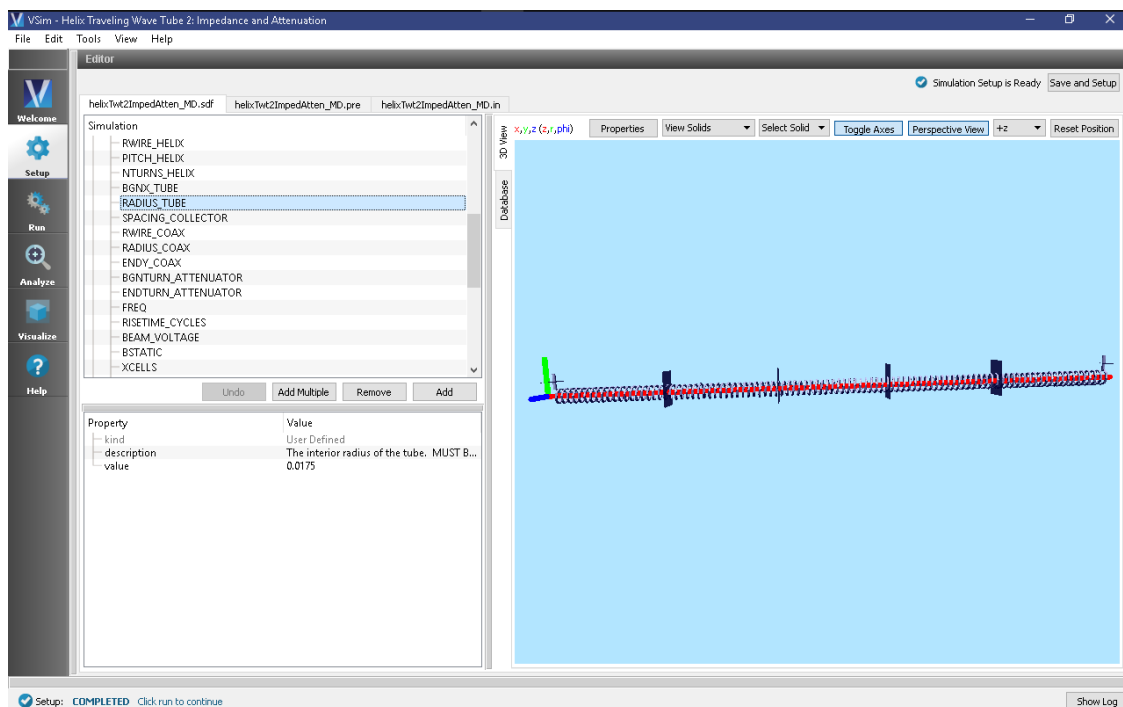 VSim - Helix Traveling Wave Tube 2: Impedance and Attenuation
File Edit Tools View Help
Editor
Simulation Setup is Ready
Save and Setup
Welcome
Setup
Run
Analyze
Visualize
Help
helixTwt2ImpedAtten_MD.sdf
helixTwt2ImpedAtten_MD.pre
helixTwt2ImpedAtten_MD.in
Simulation
RWIRE_HELIX
PITCH_HELIX
NTURNS_HELIX
BGNX_TUBE
RADIUS_TUBE
SPACING_COLLECTOR
RWIRE_COAX
RADIUS_COAX
ENDY_COAX
BGNTURN_ATTENUATOR
ENDTURN_ATTENUATOR
FREQ
RISETIME_CYCLES
BEAM_VOLTAGE
BSTATIC
XCELLS
Undo
Add Multiple
Remove
Add
Property Value
kind User Defined
description The interior radius of the tube. MUST B...
value 0.0175
3D View
Database
x,y,z (z,r,phi)
Properties
View Solids
Select Solid
Toggle Axes
Perspective View
+z
Reset Position
Setup: COMPLETED Click run to continue
Show Log